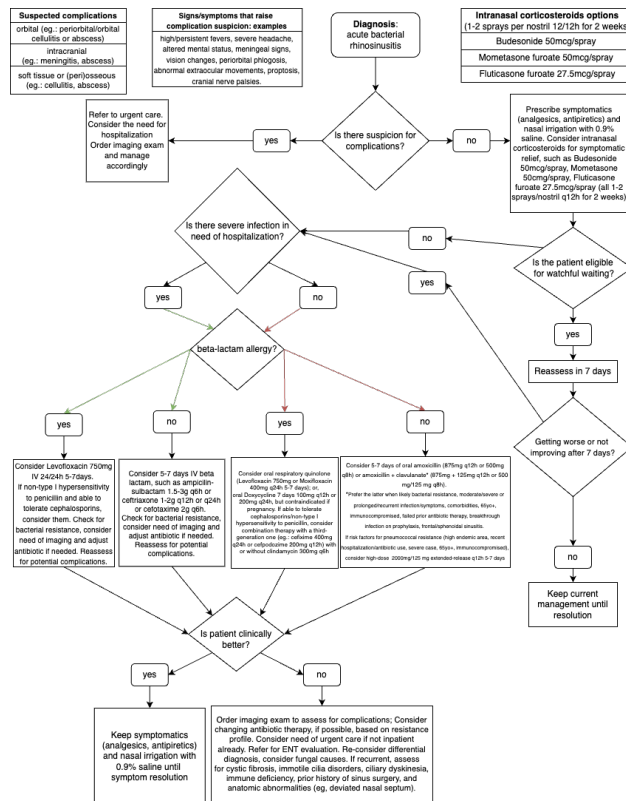 Suspected complications
orbital (eg.: periorbital/orbital
cellulitis or abscess)
intracranial
(eg.: meningitis, abscess)
soft tissue or (peri)osseous
(eg.: cellulitis, abscess)
Signs/symptoms that raise
complication suspicion: examples
high/persistent fevers, severe headache,
altered mental status, meningeal signs,
vision changes, periorbital phlogosis,
abnormal extraocular movements, proptosis,
cranial nerve palsies.
Diagnosis:
acute bacterial
rhinosinusitis
Intranasal corticosteroids options
(1-2 sprays per nostril 12/12h for 2 weeks)
Budesonide 50mcg/spray
Mometasone furoate 50mcg/spray
Fluticasone furoate 27.5mcg/spray
Refer to urgent care.
Consider the need for
hospitalization
Order imaging exam and
manage
accordingly
yes
Is there suspicion for
complications?
no
Prescribe symptomatics
(analgesics, antipiretics) and
nasal irrigation with 0.9%
saline. Consider intranasal
corticosteroids for symptomatic
relief, such as Budesonide
50mcg/spray, Mometasone
50cmg/spray, Fluticasone
furoate 27.5mcg/spray (all 1-2
sprays/nostril q12h for 2 weeks)
Is there severe infection in
need of hospitalization?
no
yes
Is the patient eligible
for watchful waiting?
yes
no
yes
beta-lactam allergy?
Reassess in 7 days
yes
no
yes
no
Getting worse or not
improving after 7 days?
Consider Levofloxacin 750mg
IV 24/24h 5-7days.
If non-type I hypersensitivity
to penicillin and able to
tolerate cephalosporins,
consider them. Check for
bacterial resistance, consider
need of imaging and adjust
antibiotic if needed. Reassess
for potential complications.
Consider 5-7 days IV beta
lactam, such as ampicilin-
sulbactam 1.5-3g q6h or
ceftriaxone 1-2g q12h or q24h
or cefotaxime 2g q6h.
Check for bacterial resistance,
consider need of imaging and
adjust antibiotic if needed.
Reassess for potential
complications.
Consider oral respiratory quinolone
(Levofloxacin 750mg or Moxifloxacin
400mg q24h 5-7 days); or,
oral Doxycycline 7 days 100mg q12h or
200mg q24h, but contraindicated if
pregnancy. If able to tolerate
cephalosporins/non-type I
hypersensitivity to penicillin, consider
combination therapy with a third-
generation one (eg.: cefixime 400mg
q24h or cefpodoxime 200mg q12h) with
or without clindamycin 300mg q6h
Consider 5-7 days of oral amoxicillin (875mg q12h or 500mg
q8h) or amoxicillin + clavulanate* (875mg + 125mg q12h or 500
mg/125 mg q8h).
*Prefer the latter when likely bacterial resistance, moderate/severe or
prolonged/recurrent infection/symptoms, comorbidities, 65yo+,
immunocompromised, failed prior antibiotic therapy, breakthrough
infection on prophylaxis, frontal/sphenoidal sinusitis.
If risk factors for pneumococcal resistance (high endemic area, recent
hospitalization/antibiotic use, severe case, 65yo+, immunocompromised),
consider high-dose 2000mg/125 mg extended-release q12h 5-7 days
no
Keep current
management until
resolution
Is patient clinically
better?
yes
no
Keep symptomatics
(analgesics, antipiretics)
and nasal irrigation with
0.9% saline until
symptom resolution
Order imaging exam to assess for complications; Consider
changing antibiotic therapy, if possible, based on resistance
profile. Consider need of urgent care if not inpatient
already. Refer for ENT evaluation. Re-consider differential
diagnosis, consider fungal causes. If recurrent, assess
for cystic fibrosis, immotile cilia disorders, ciliary dyskinesia,
immune deficiency, prior history of sinus surgery, and
anatomic abnormalities (eg, deviated nasal septum).